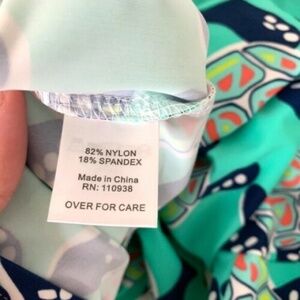 82% NYLON
18% SPANDEX
Made in China
RN: 110938
OVER FOR CARE